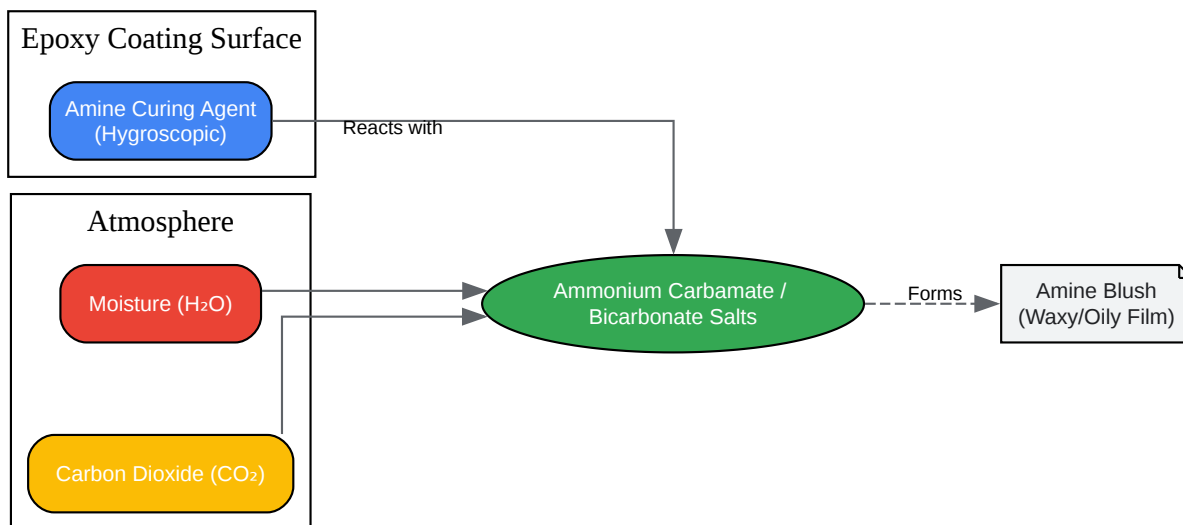 Epoxy Coating Surface
Amine Curing Agent
(Hygroscopic)
Reacts with
Atmosphere
Moisture (H₂O)
Ammonium Carbamate /
Bicarbonate Salts
Forms
Amine Blush
(Waxy/Oily Film)
Carbon Dioxide (CO₂)